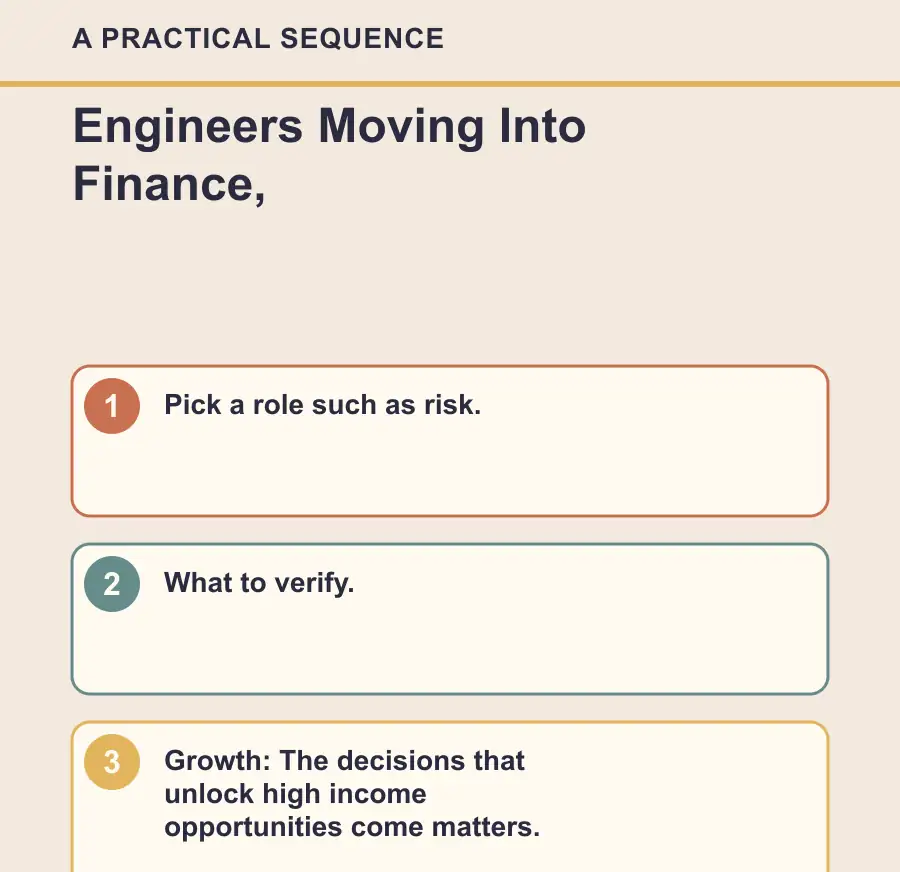 A PRACTICAL SEQUENCE
Engineers Moving Into
Finance,
1
Pick a role such as risk.
2
What to verify.
3
Growth: The decisions that
unlock high income
opportunities come matters.